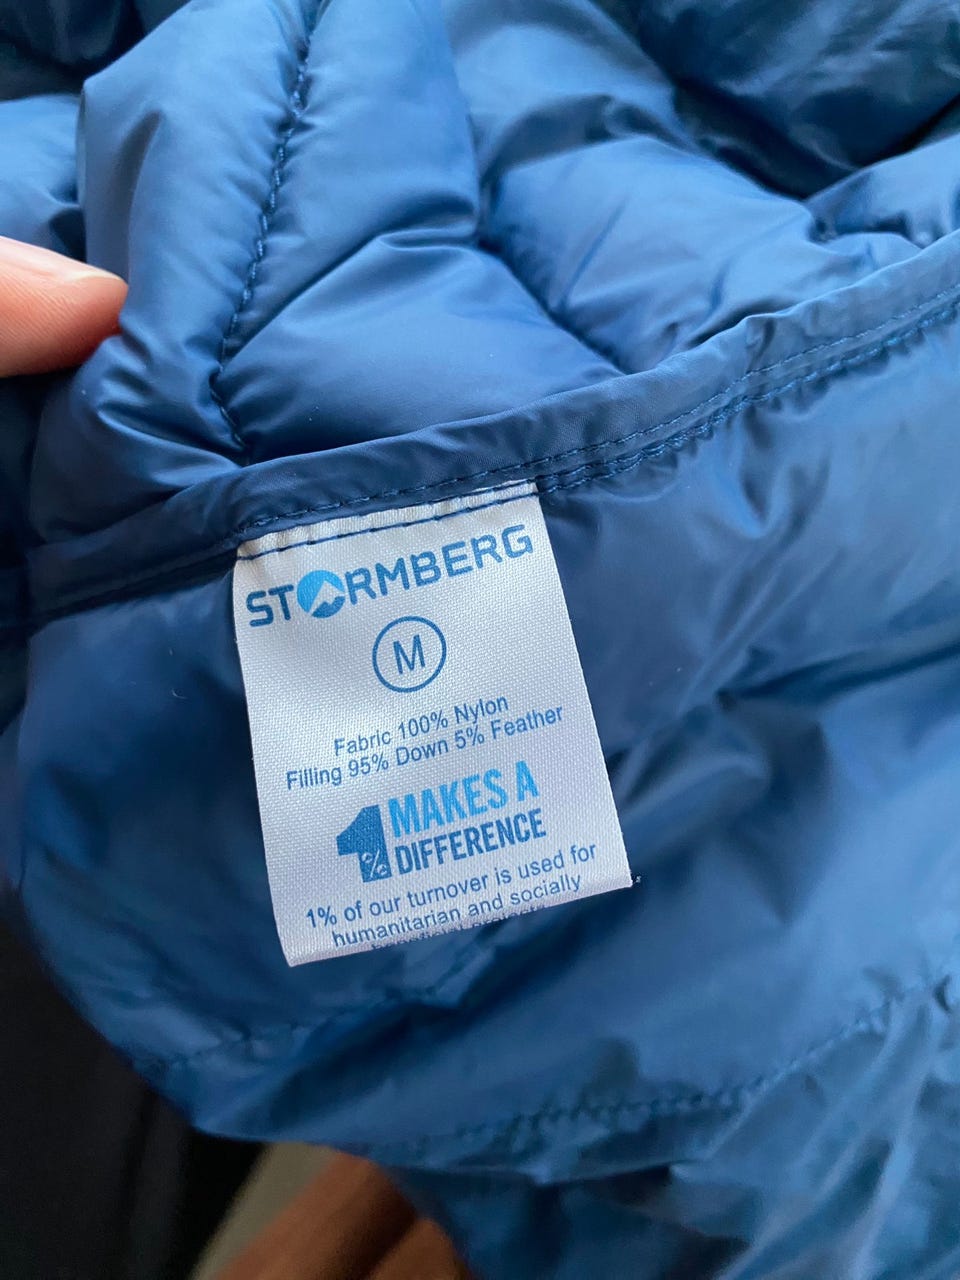 STORMBERG
M
Fabric 100% Nylon
Filling 95% Down 5% Feather
1% MAKES A
DIFFERENCE
1% of our turnover is used for
humanitarian and socially